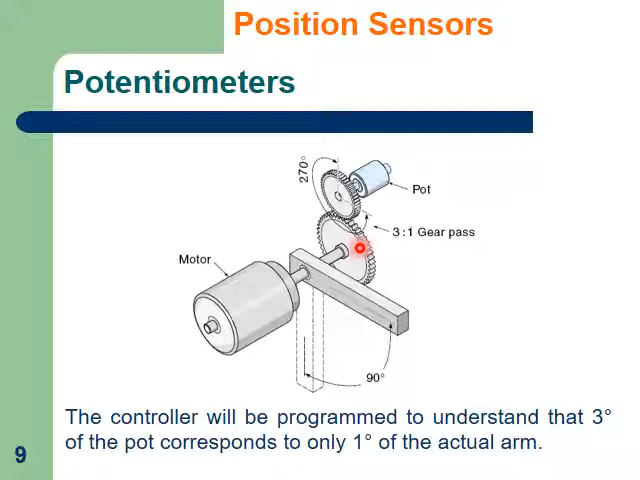 Position Sensors
Potentiometers
270°
Pot
3:1 Gear pass
Motor
90°
The controller will be programmed to understand that 3°
of the pot corresponds to only 1° of the actual arm.
9